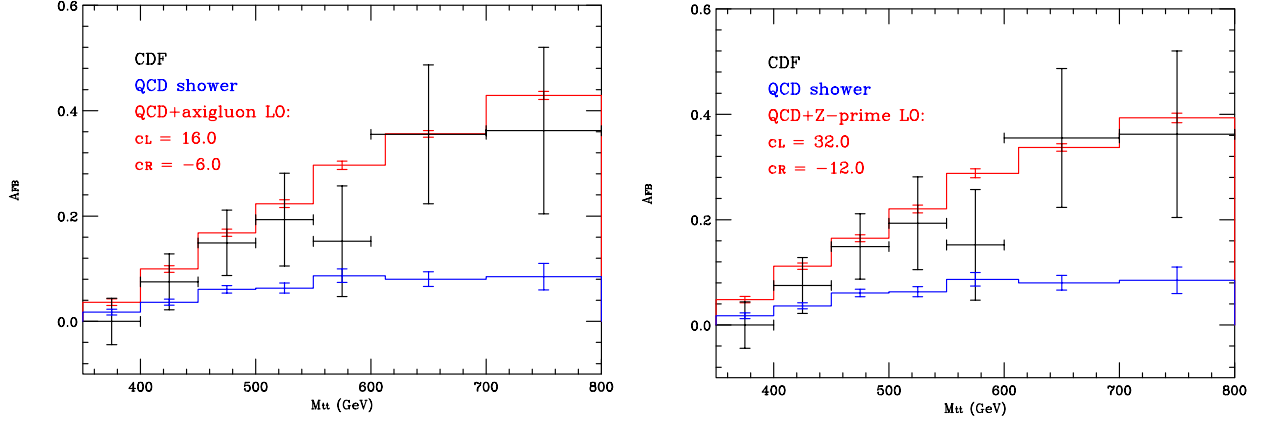 0.6
0.4
0.2
0.0
AFB
CDF
QCD shower
QCD+axigluon LO:
CL = 16.0
CR = −6.0
400 500 600 700 800
Mtt (GeV)
0.6
0.4
0.2
0.0
AFB
CDF
QCD shower
QCD+Z−prime LO:
CL = 32.0
CR = −12.0
400 500 600 700 800
Mtt (GeV)